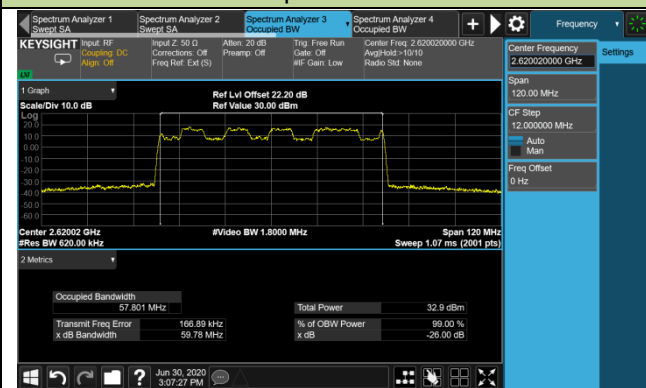 Spectrum Analyzer 1
Swept SA
Spectrum Analyzer 2
Swept SA
Spectrum Analyzer 3
Occupied BW
Spectrum Analyzer 4
Occupied BW
Frequency
KEYSIGHT
Input: RF
Coupling: DC
Align: Off
Input Z: 50 Ω
Corrections: Off
Freq Ref: Ext (S)
Atten: 20 dB
Preamp: Off
Trig: Free Run
Gate: Off
#IF Gain: Low
Center Freq: 2.620020000 GHz
Avg|Hold:>10/10
Radio Std: None
LXI
1 Graph
Scale/Div 10.0 dB
Ref Lvl Offset 22.20 dB
Ref Value 30.00 dBm
Log
20.0
10.0
0.00
-10.0
-20.0
-30.0
-40.0
-50.0
-60.0
Center 2.62002 GHz
#Res BW 620.00 kHz
#Video BW 1.8000 MHz
Span 120 MHz
Sweep 1.07 ms (2001 pts)
2 Metrics
Occupied Bandwidth
57.801 MHz
Transmit Freq Error 166.89 kHz
x dB Bandwidth 59.78 MHz
Total Power 32.9 dBm
% of OBW Power 99.00 %
x dB -26.00 dB
Center Frequency
2.620020000 GHz
Settings
Span
120.00 MHz
CF Step
12.000000 MHz
Auto
Man
Freq Offset
0 Hz
Jun 30, 2020
3:07:27 PM